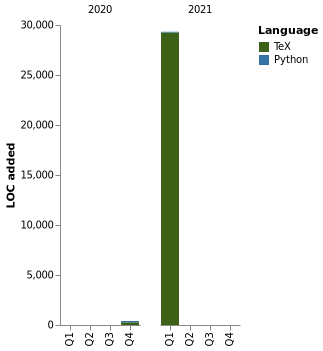 2020
2021
LOC added
30,000
25,000
20,000
15,000
10,000
5,000
0
Q1 Q2 Q3 Q4
Q1 Q2 Q3 Q4
Language
TeX
Python